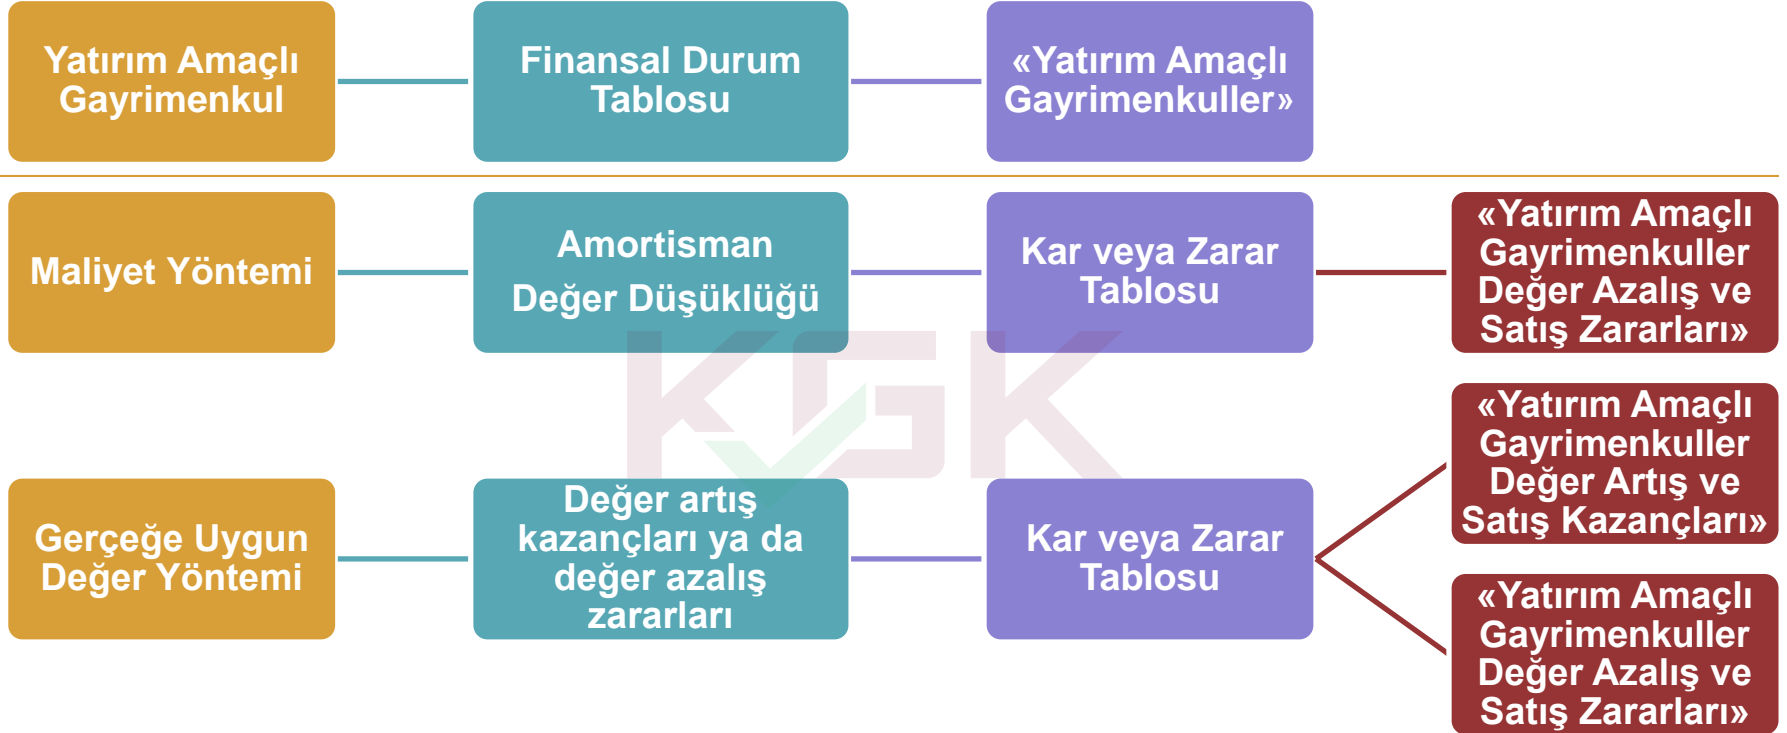 Yatırım Amaçlı
Gayrimenkul
Finansal Durum
Tablosu
«Yatırım Amaçlı
Gayrimenkuller»
Maliyet Yöntemi
Amortisman
Değer Düşüklüğü
Kar veya Zarar
Tablosu
«Yatırım Amaçlı
Gayrimenkuller
Değer Azalış ve
Satış Zararları»
KGK
Gerçeğe Uygun
Değer Yöntemi
Değer artış
kazançları ya da
değer azalış
zararları
Kar veya Zarar
Tablosu
«Yatırım Amaçlı
Gayrimenkuller
Değer Artış ve
Satış Kazançları»
«Yatırım Amaçlı
Gayrimenkuller
Değer Azalış ve
Satış Zararları»